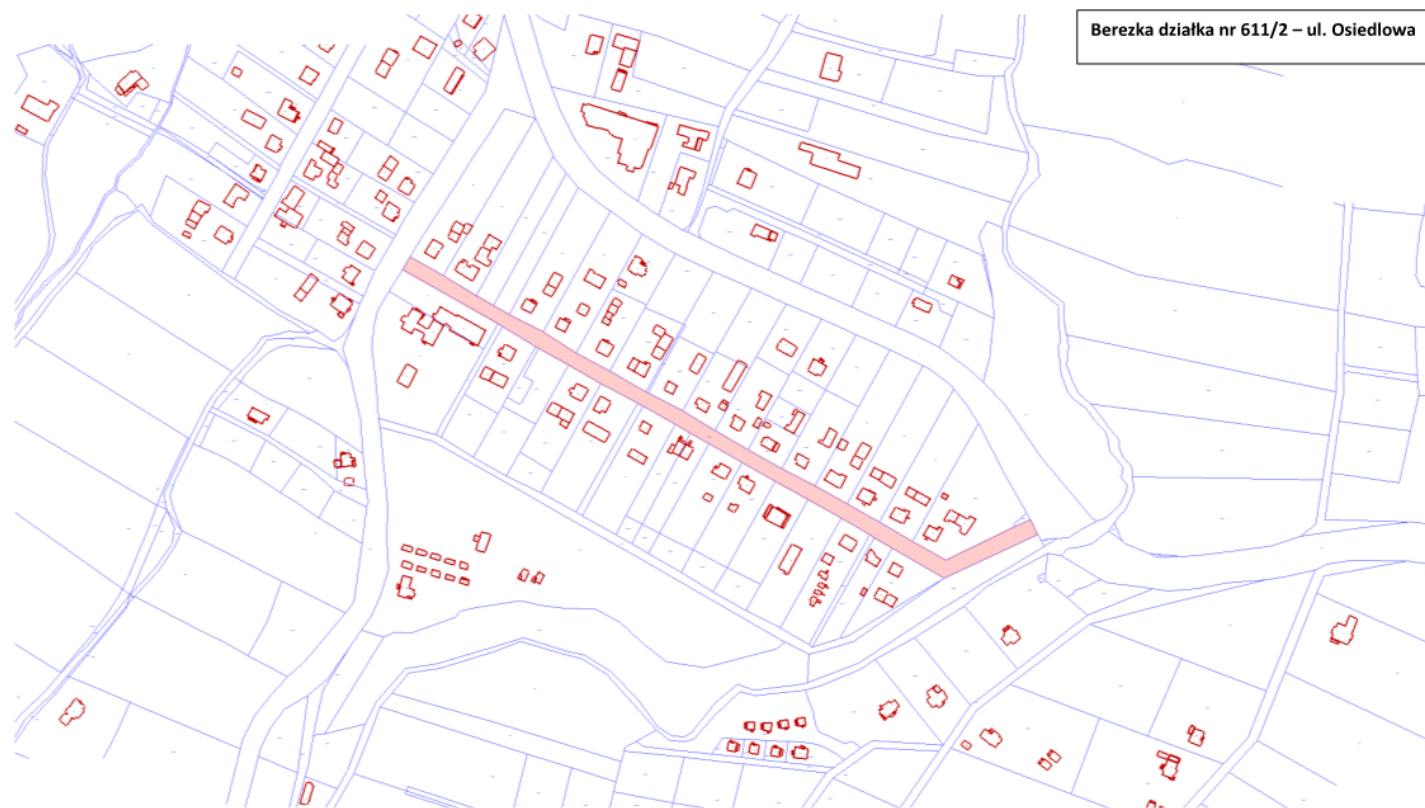 Berezka działka nr 611/2 – ul. Osiedlowa